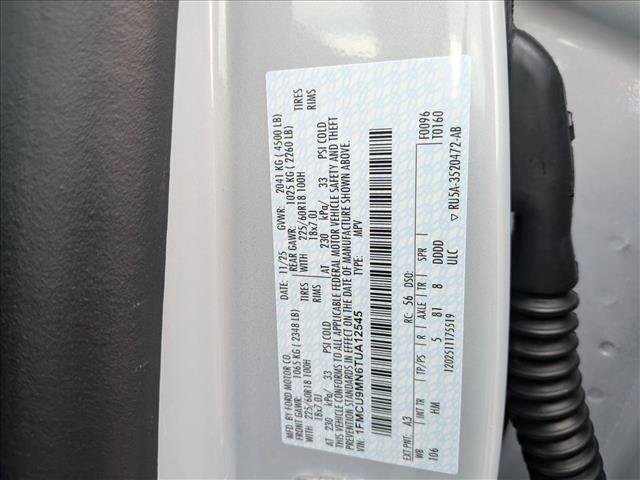 MFD. BY FORD MOTOR CO.
DATE: 11/25 GVWR: 2041 KG ( 4500 LB)
FRONT GAWR: 1065 KG ( 2348 LB) REAR GAWR: 1025 KG ( 2260 LB)
225/60R18 100H TIRES WITH 225/60R18 100H TIRES
18x7.0J RIMS 18x7.0J RIMS
AT 230 kPa/ 33 PSI COLD AT 230 kPa/ 33 PSI COLD
THIS VEHICLE CONFORMS TO ALL APPLICABLE FEDERAL MOTOR VEHICLE SAFETY AND THEFT
PREVENTION STANDARDS IN EFFECT ON THE DATE OF MANUFACTURE SHOWN ABOVE.
VIN: 1FMCU9MN6TUA12545 TYPE: MPV
F0096
T0160
EXT PNT: A3 RC: 56 DSO:
WB TP/PS R AXLE TR SPR
106 HM 5 81 8 DDDD
ULC
120251117SS19 ▽ RU5A-3520472-AB